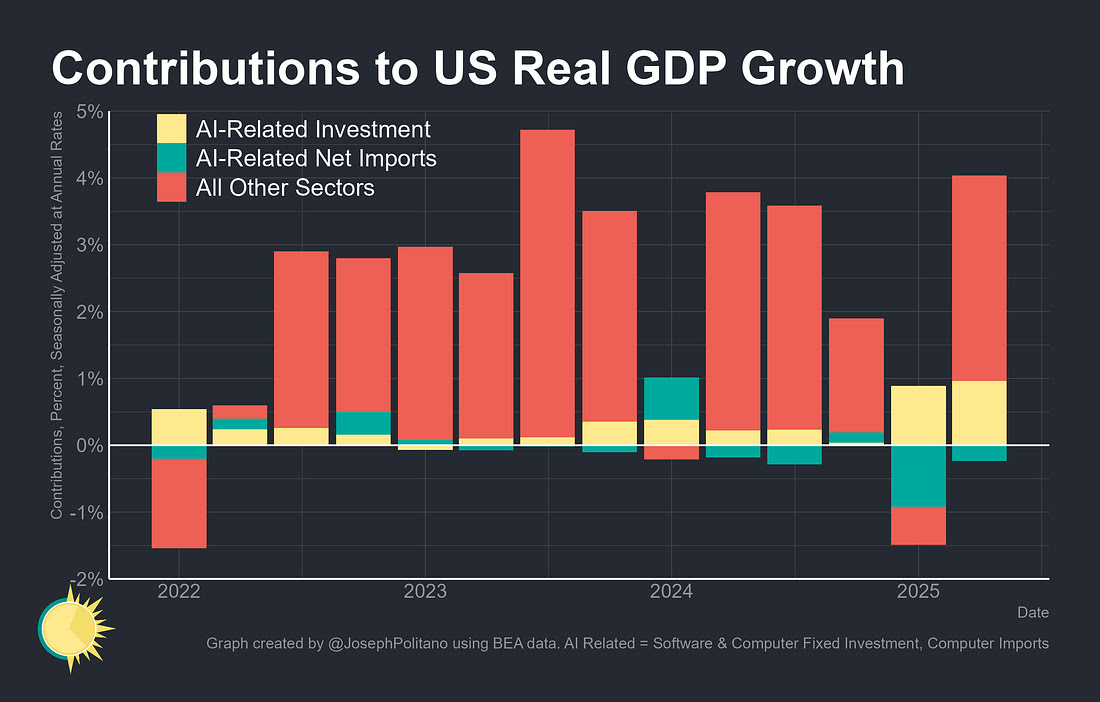 Contributions to US Real GDP Growth
Contributions, Percent, Seasonally Adjusted at Annual Rates
5%
AI-Related Investment
AI-Related Net Imports
All Other Sectors
4%
3%
2%
1%
0%
-1%
-2%
2022 2023 2024 2025
Date
Graph created by @JosephPolitano using BEA data. AI Related = Software & Computer Fixed Investment, Computer Imports